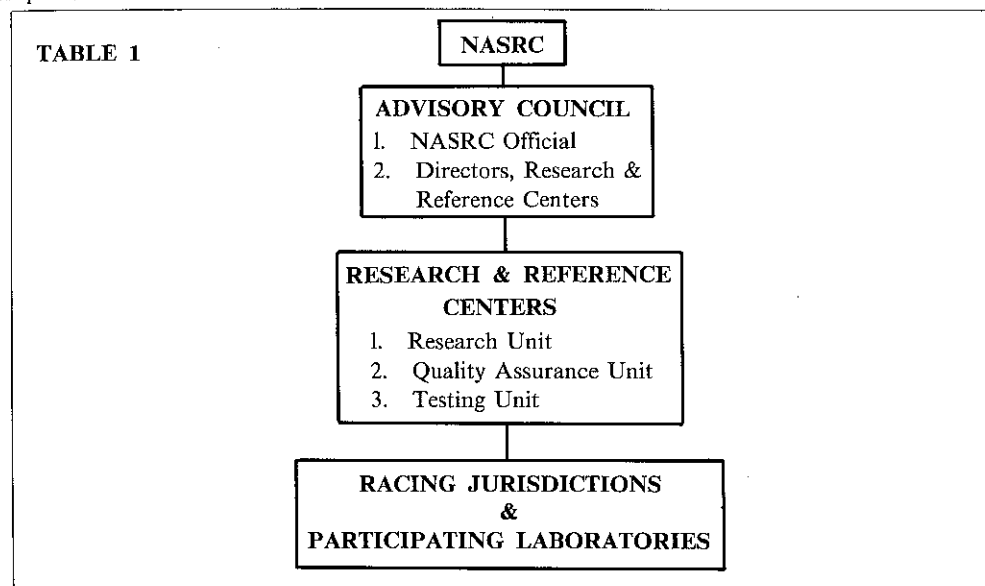 TABLE 1
NASRC
ADVISORY COUNCIL
1. NASRC Official
2. Directors, Research &
Reference Centers
RESEARCH & REFERENCE
CENTERS
1. Research Unit
2. Quality Assurance Unit
3. Testing Unit
RACING JURISDICTIONS
&
PARTICIPATING LABORATORIES